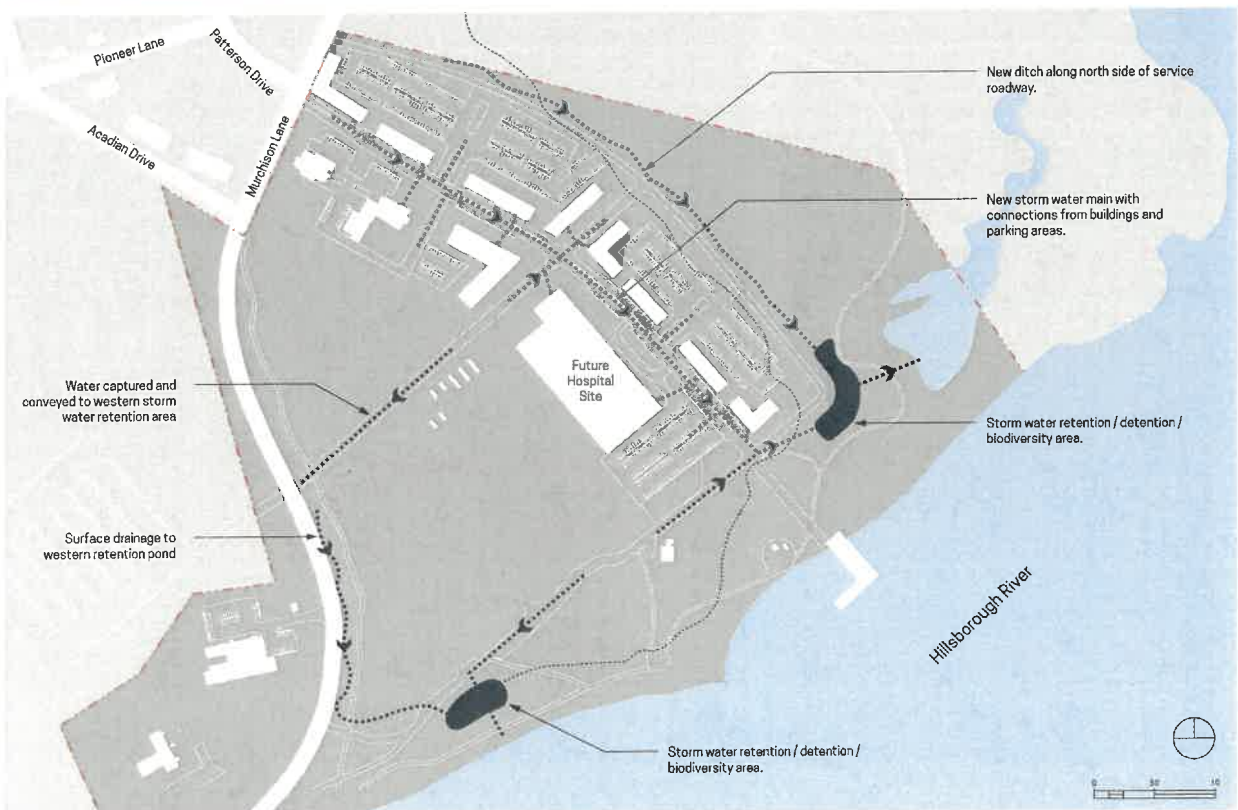 Pioneer Lane
Patterson Drive
Acadian Drive
Murchison Lane
New ditch along north side of service
roadway.
New storm water main with
connections from buildings and
parking areas.
Future
Hospital
Site
Water captured and
conveyed to western storm
water retention area
Storm water retention / detention /
biodiversity area.
Surface drainage to
western retention pond
Hillsborough River
Storm water retention / detention /
biodiversity area.
0 50